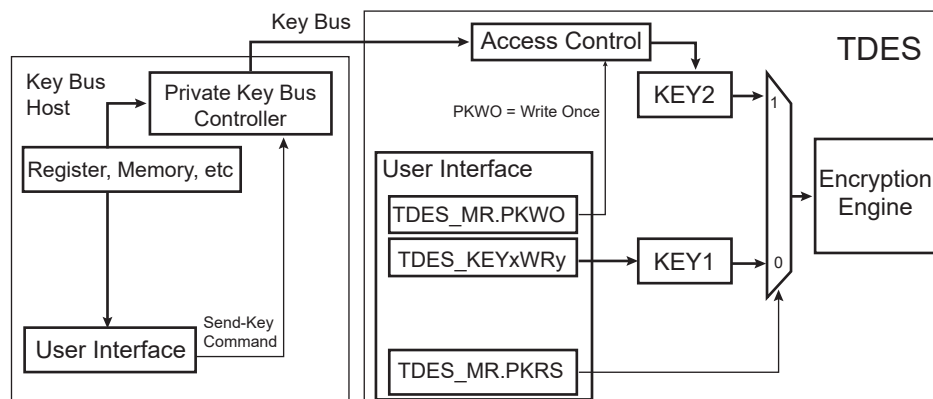 Key Bus
Access Control
TDES
Key Bus
Host
Private Key Bus
Controller
KEY2
1
PKWO = Write Once
Register, Memory, etc
User Interface
Encryption
Engine
TDES_MR.PKWO
TDES_KEYxWRy
KEY1
0
Send-Key
Command
User Interface
TDES_MR.PKRS